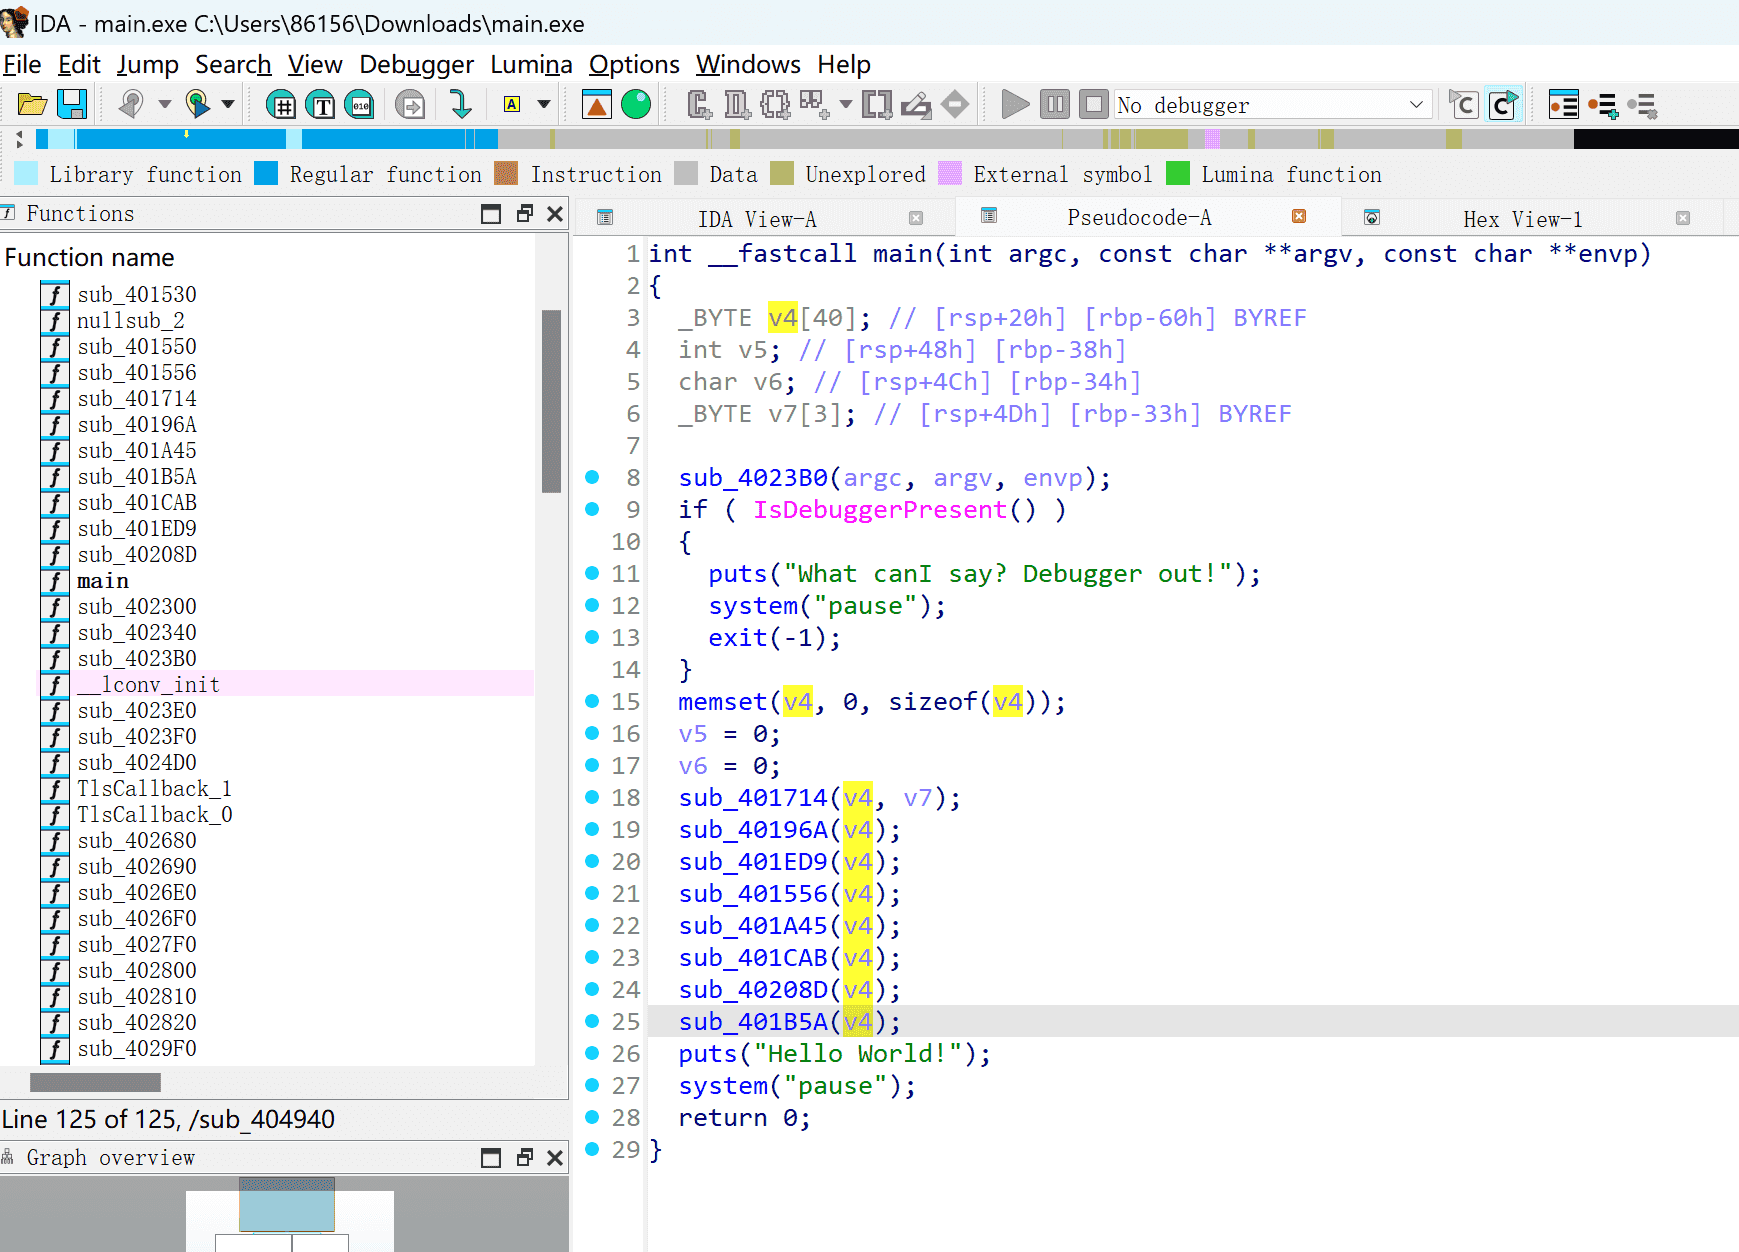 IDA - main.exe C:\Users\86156\Downloads\main.exe
File Edit Jump Search View Debugger Lumina Options Windows Help
No debugger
Library function Regular function Instruction Data Unexplored External symbol Lumina function
Functions
IDA View-A Pseudocode-A Hex View-1
Function name
sub_401530
nullsub_2
sub_401550
sub_401556
sub_401714
sub_40196A
sub_401A45
sub_401B5A
sub_401CAB
sub_401ED9
sub_40208D
main
sub_402300
sub_402340
sub_4023B0
__lconv_init
sub_4023E0
sub_4023F0
sub_4024D0
TlsCallback_1
TlsCallback_0
sub_402680
sub_402690
sub_4026E0
sub_4026F0
sub_4027F0
sub_402800
sub_402810
sub_402820
sub_4029F0
Line 125 of 125, /sub_404940
Graph overview
1 int __fastcall main(int argc, const char **argv, const char **envp)
2 {
3 _BYTE v4[40]; // [rsp+20h] [rbp-60h] BYREF
4 int v5; // [rsp+48h] [rbp-38h]
5 char v6; // [rsp+4Ch] [rbp-34h]
6 _BYTE v7[3]; // [rsp+4Dh] [rbp-33h] BYREF
7
8 sub_4023B0(argc, argv, envp);
9 if ( IsDebuggerPresent() )
10 {
11 puts("What canI say? Debugger out!");
12 system("pause");
13 exit(-1);
14 }
15 memset(v4, 0, sizeof(v4));
16 v5 = 0;
17 v6 = 0;
18 sub_401714(v4, v7);
19 sub_40196A(v4);
20 sub_401ED9(v4);
21 sub_401556(v4);
22 sub_401A45(v4);
23 sub_401CAB(v4);
24 sub_40208D(v4);
25 sub_401B5A(v4);
26 puts("Hello World!");
27 system("pause");
28 return 0;
29 }